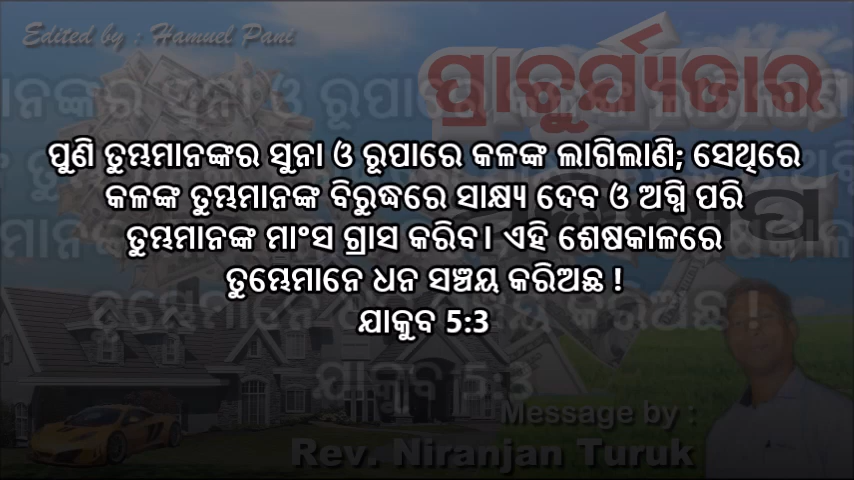 Edited by : Hamuel Pani
ପ୍ରାଚୁର୍ଯ୍ୟତାର
ପୁଣି ତୁମ୍ଭମାନଙ୍କର ସୁନା ଓ ରୂପାରେ କଳଙ୍କ ଲାଗିଲାଣି; ସେଥିରେ
କଳଙ୍କ ତୁମ୍ଭମାନଙ୍କ ବିରୁଦ୍ଧରେ ସାକ୍ଷ୍ୟ ଦେବ ଓ ଅଗ୍ନି ପରି
ତୁମ୍ଭମାନଙ୍କ ମାଂସ ଗ୍ରାସ କରିବ। ଏହି ଶେଷକାଳରେ
ତୁମ୍ଭେମାନେ ଧନ ସଞ୍ଚୟ କରିଅଛ !
ଯାକୁବ 5:3
Message by :
Rev. Niranjan Turuk